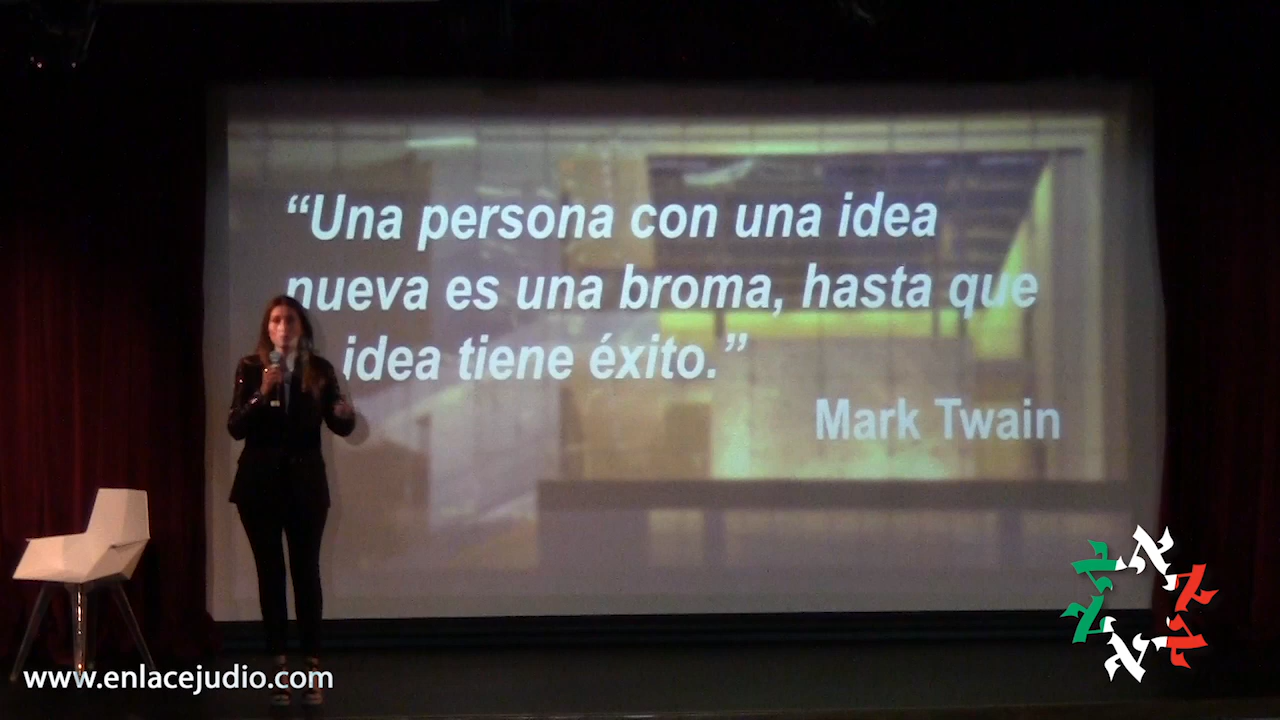 “Una persona con una idea
nueva es una broma, hasta que
idea tiene éxito.”
Mark Twain
www.enlacejudio.com